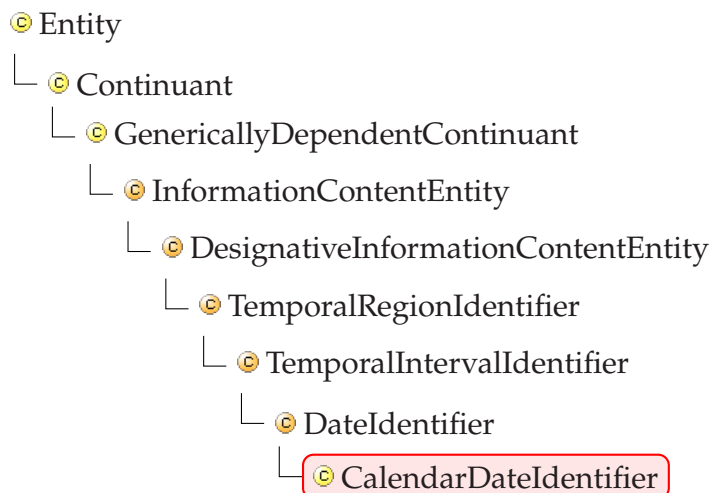 Entity
Continuant
GenericallyDependentContinuant
InformationContentEntity
DesignativeInformationContentEntity
TemporalRegionIdentifier
TemporalIntervalIdentifier
DateIdentifier
CalendarDateIdentifier